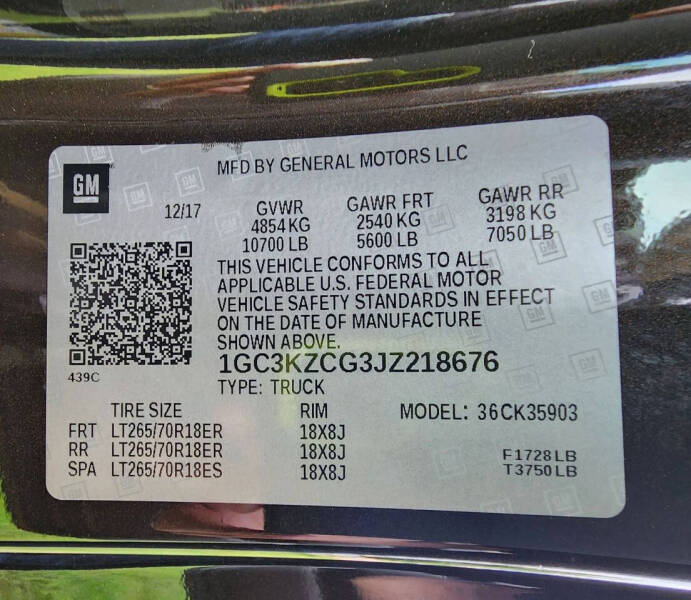 MFD BY GENERAL MOTORS LLC
GM
12/17
GVWR GAWR FRT GAWR RR
4854 KG 2540 KG 3198 KG
10700 LB 5600 LB 7050 LB
THIS VEHICLE CONFORMS TO ALL
APPLICABLE U.S. FEDERAL MOTOR
VEHICLE SAFETY STANDARDS IN EFFECT
ON THE DATE OF MANUFACTURE
SHOWN ABOVE.
439C
1GC3KZCG3JZ218676
TYPE: TRUCK
TIRE SIZE RIM MODEL: 36CK35903
FRT LT265/70R18ER 18X8J
RR LT265/70R18ER 18X8J F1728LB
SPA LT265/70R18ES 18X8J T3750LB